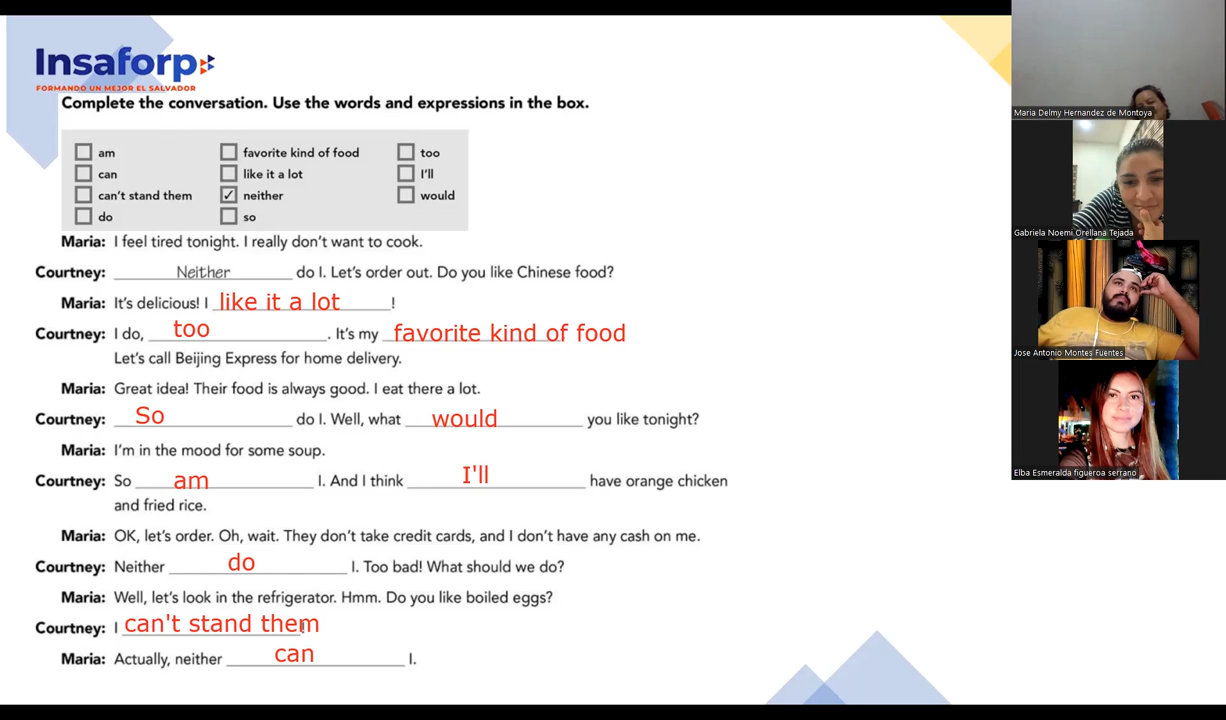 Insaforp
FORMANDO UN MEJOR EL SALVADOR
Complete the conversation. Use the words and expressions in the box.
am
can
can't stand them
do
favorite kind of food
like it a lot
✓ neither
so
too
I'll
would
Maria: I feel tired tonight. I really don't want to cook.
Courtney: Neither do I. Let's order out. Do you like Chinese food?
Maria: It's delicious! I like it a lot !
Courtney: I do, too . It's my favorite kind of food
Let's call Beijing Express for home delivery.
Maria: Great idea! Their food is always good. I eat there a lot.
Courtney: So do I. Well, what would you like tonight?
Maria: I'm in the mood for some soup.
Courtney: So am I. And I think I'll have orange chicken
and fried rice.
Maria: OK, let's order. Oh, wait. They don't take credit cards, and I don't have any cash on me.
Courtney: Neither do I. Too bad! What should we do?
Maria: Well, let's look in the refrigerator. Hmm. Do you like boiled eggs?
Courtney: I can't stand them !
Maria: Actually, neither can I.
Maria Delmy Hernandez de Montoya
Gabriela Noemi Orellana Tejada
Jose Antonio Montes Fuentes
Elba Esmeralda figueroa serrano